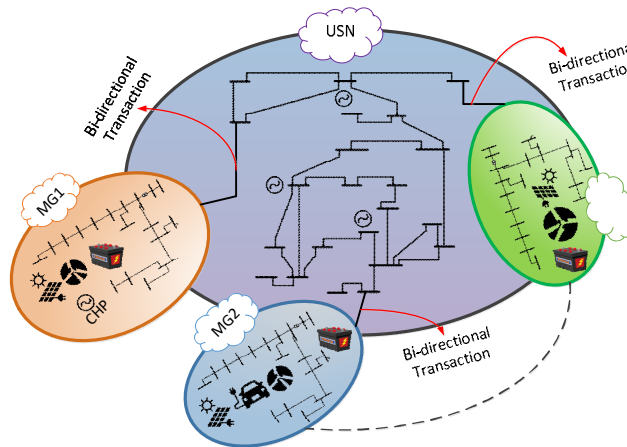 USN
Bi-directional
Transaction
Bi-directional
Transaction
MG1
CHP
MG2
Bi-directional
Transaction